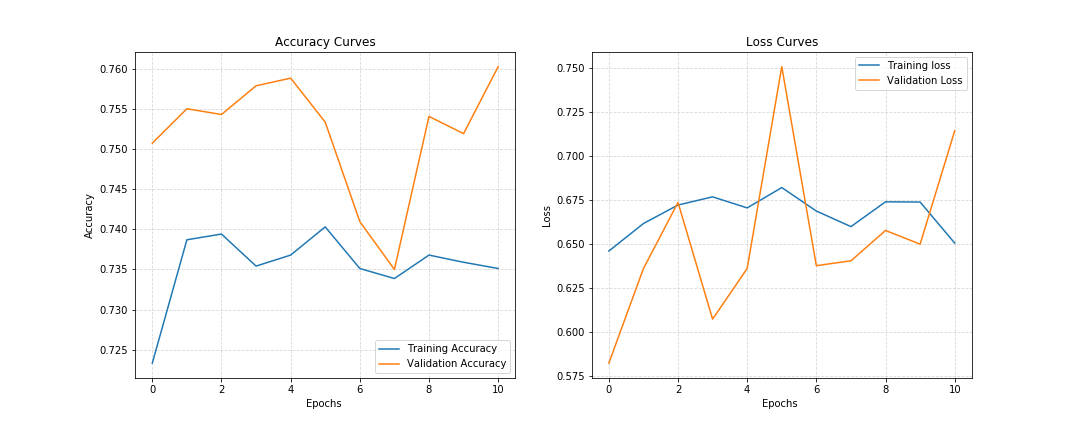 Accuracy Curves
0.760
0.755
0.750
0.745
0.740
0.735
0.730
0.725
Accuracy
0 2 4 6 8 10
Epochs
Training Accuracy
Validation Accuracy
Loss Curves
0.750
0.725
0.700
0.675
0.650
0.625
0.600
0.575
Loss
0 2 4 6 8 10
Epochs
Training loss
Validation Loss